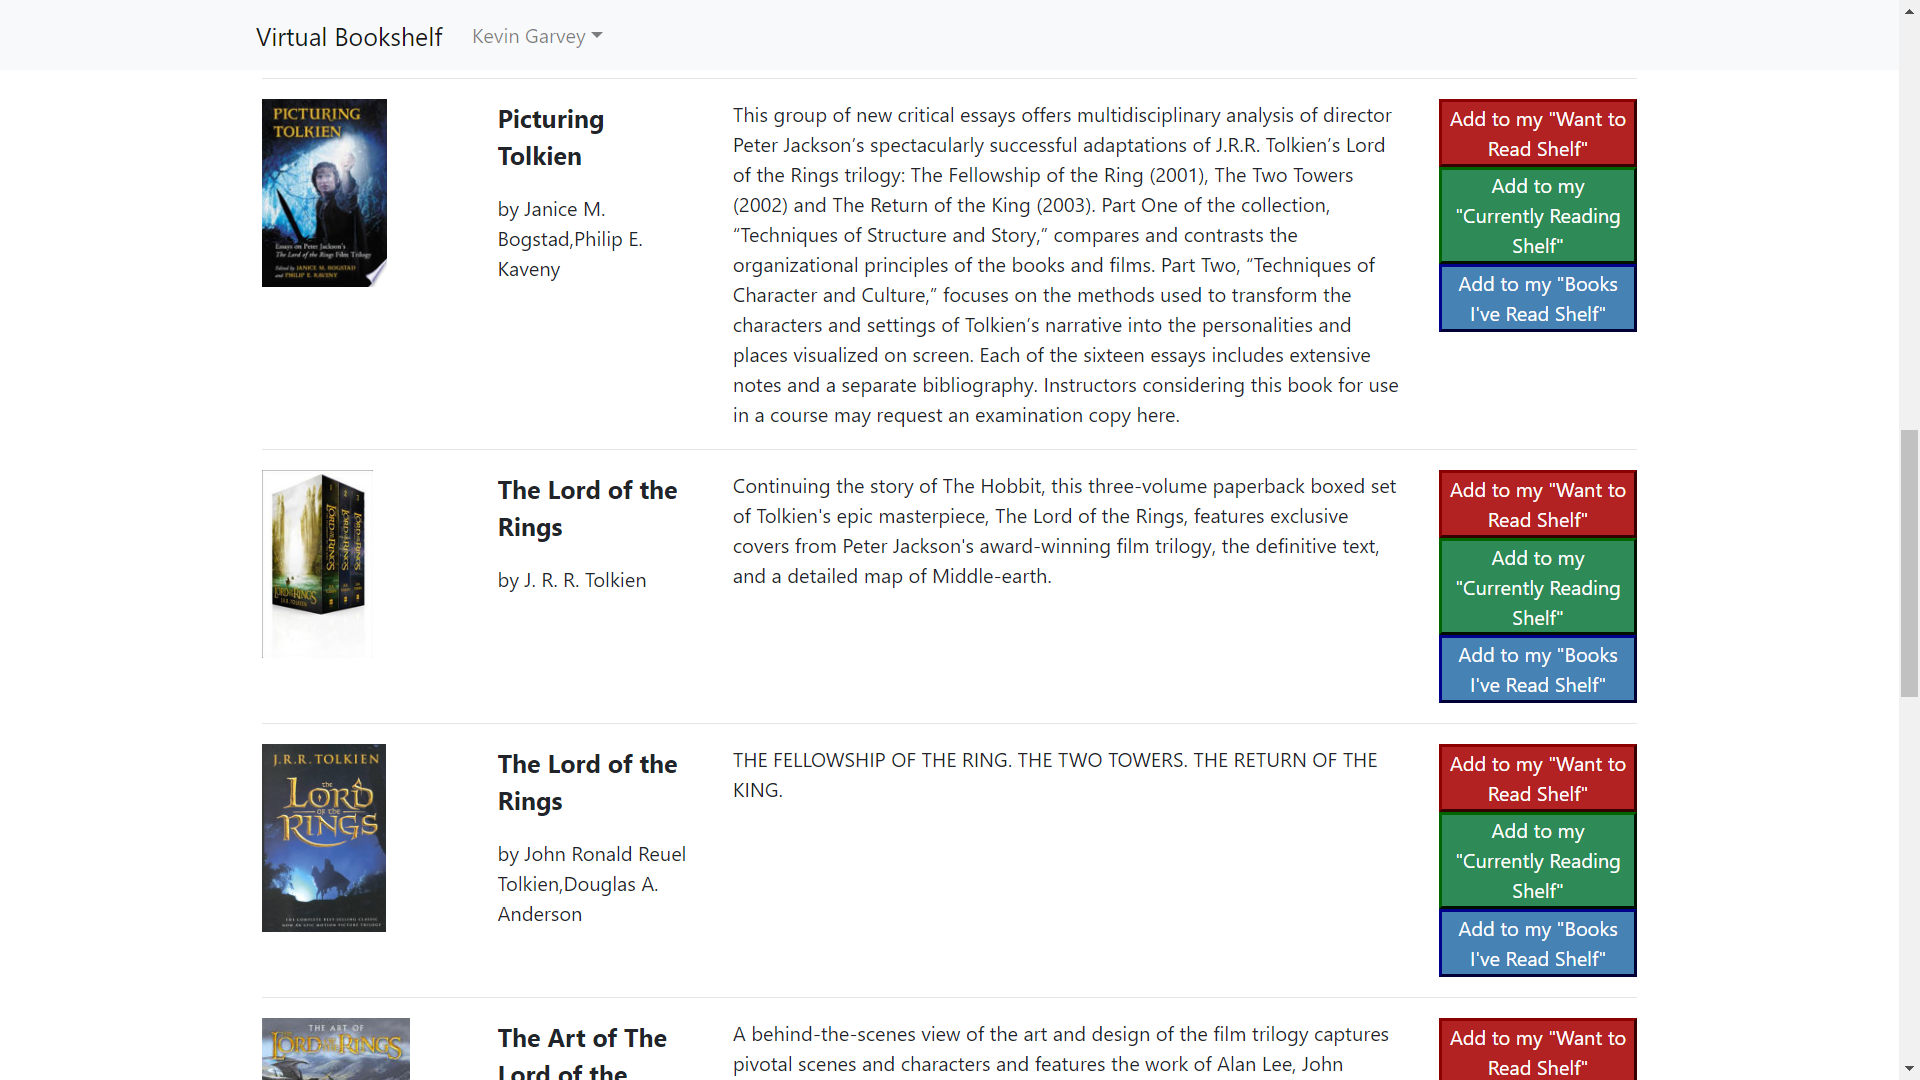 Virtual Bookshelf
Kevin Garvey
PICTURING
TOLKIEN
Essays on Peter Jackson's
The Lord of the Rings Film Trilogy
Edited by JANICE M. BOGSTAD
and PHILIP E. KAVENY
Picturing
Tolkien
by Janice M.
Bogstad,Philip E.
Kaveny
This group of new critical essays offers multidisciplinary analysis of director
Peter Jackson’s spectacularly successful adaptations of J.R.R. Tolkien’s Lord
of the Rings trilogy: The Fellowship of the Ring (2001), The Two Towers
(2002) and The Return of the King (2003). Part One of the collection,
“Techniques of Structure and Story,” compares and contrasts the
organizational principles of the books and films. Part Two, “Techniques of
Character and Culture,” focuses on the methods used to transform the
characters and settings of Tolkien’s narrative into the personalities and
places visualized on screen. Each of the sixteen essays includes extensive
notes and a separate bibliography. Instructors considering this book for use
in a course may request an examination copy here.
Add to my "Want to
Read Shelf"
Add to my
"Currently Reading
Shelf"
Add to my "Books
I've Read Shelf"
The Lord of the
Rings
by J. R. R. Tolkien
Continuing the story of The Hobbit, this three-volume paperback boxed set
of Tolkien's epic masterpiece, The Lord of the Rings, features exclusive
covers from Peter Jackson's award-winning film trilogy, the definitive text,
and a detailed map of Middle-earth.
Add to my "Want to
Read Shelf"
Add to my
"Currently Reading
Shelf"
Add to my "Books
I've Read Shelf"
J.R.R. TOLKIEN
the
LORD
OF THE
RINGS
The Lord of the
Rings
by John Ronald Reuel
Tolkien,Douglas A.
Anderson
THE FELLOWSHIP OF THE RING. THE TWO TOWERS. THE RETURN OF THE
KING.
Add to my "Want to
Read Shelf"
Add to my
"Currently Reading
Shelf"
Add to my "Books
I've Read Shelf"
THE ART OF
THE LORD OF THE RINGS
The Art of The
Lord of the
A behind-the-scenes view of the art and design of the film trilogy captures
pivotal scenes and characters and features the work of Alan Lee, John
Add to my "Want to
Read Shelf"